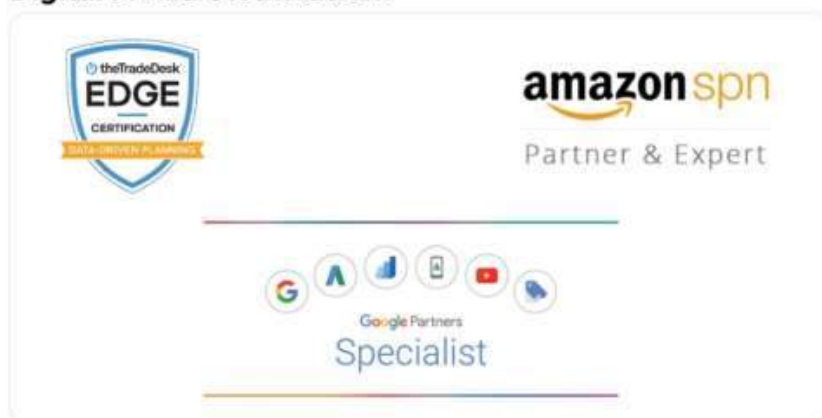 theTradeDesk
EDGE
CERTIFICATION
DATA-DRIVEN PLANNING
amazon spn
Partner & Expert
Google Partners
Specialist